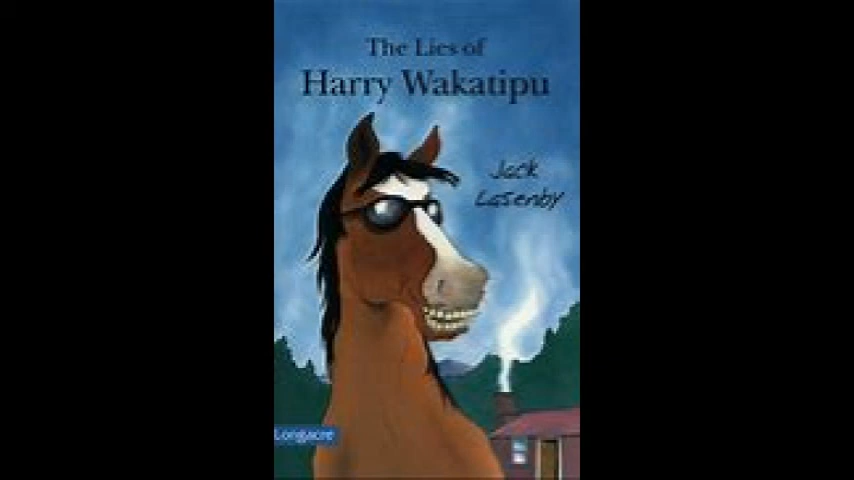 The Lies of
Harry Wakatipu
Jack
Lasenby
Longacre